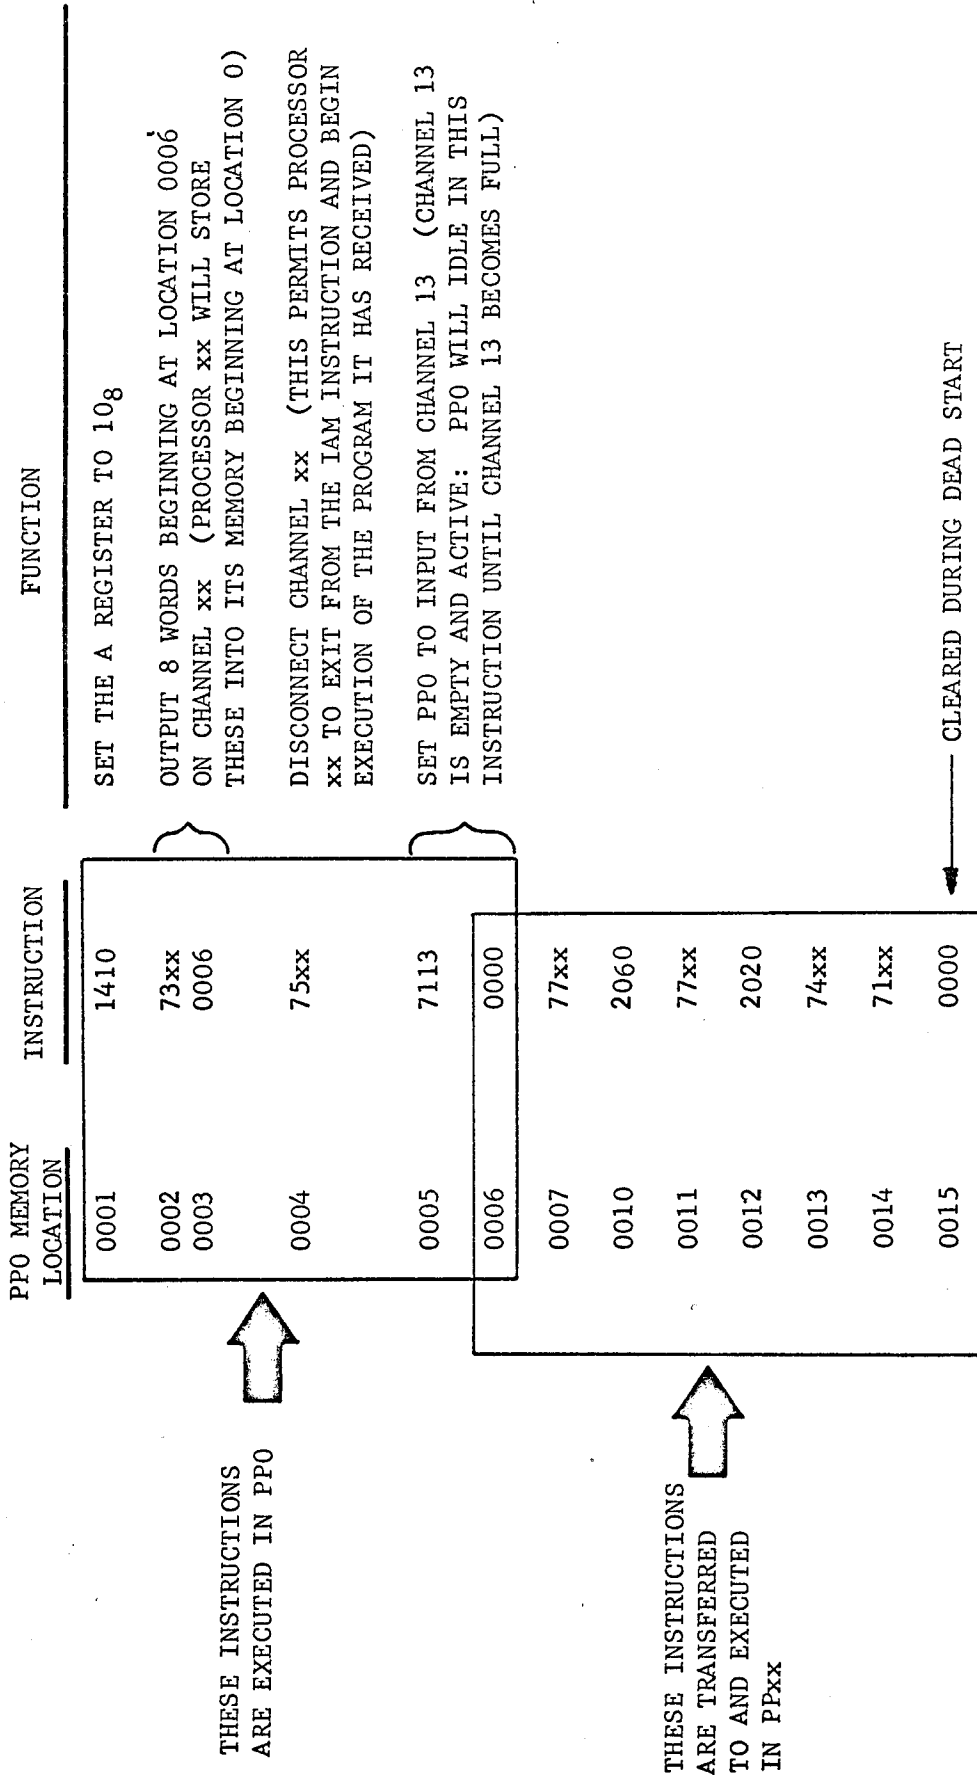 PPO MEMORY LOCATION INSTRUCTION FUNCTION
0001 1410 SET THE A REGISTER TO 10₈
0002 73xx OUTPUT 8 WORDS BEGINNING AT LOCATION 0006
0003 0006 ON CHANNEL xx (PROCESSOR xx WILL STORE
THESE INTO ITS MEMORY BEGINNING AT LOCATION 0)
THESE INSTRUCTIONS
ARE EXECUTED IN PPO
0004 75xx DISCONNECT CHANNEL xx (THIS PERMITS PROCESSOR
xx TO EXIT FROM THE IAM INSTRUCTION AND BEGIN
EXECUTION OF THE PROGRAM IT HAS RECEIVED)
0005 7113 SET PPO TO INPUT FROM CHANNEL 13 (CHANNEL 13
IS EMPTY AND ACTIVE: PPO WILL IDLE IN THIS
0006 0000 INSTRUCTION UNTIL CHANNEL 13 BECOMES FULL)
0007 77xx
0010 2060
0011 77xx
0012 2020
0013 74xx
0014 71xx
0015 0000 CLEARED DURING DEAD START
THESE INSTRUCTIONS
ARE TRANSFERRED
TO AND EXECUTED
IN PPxx